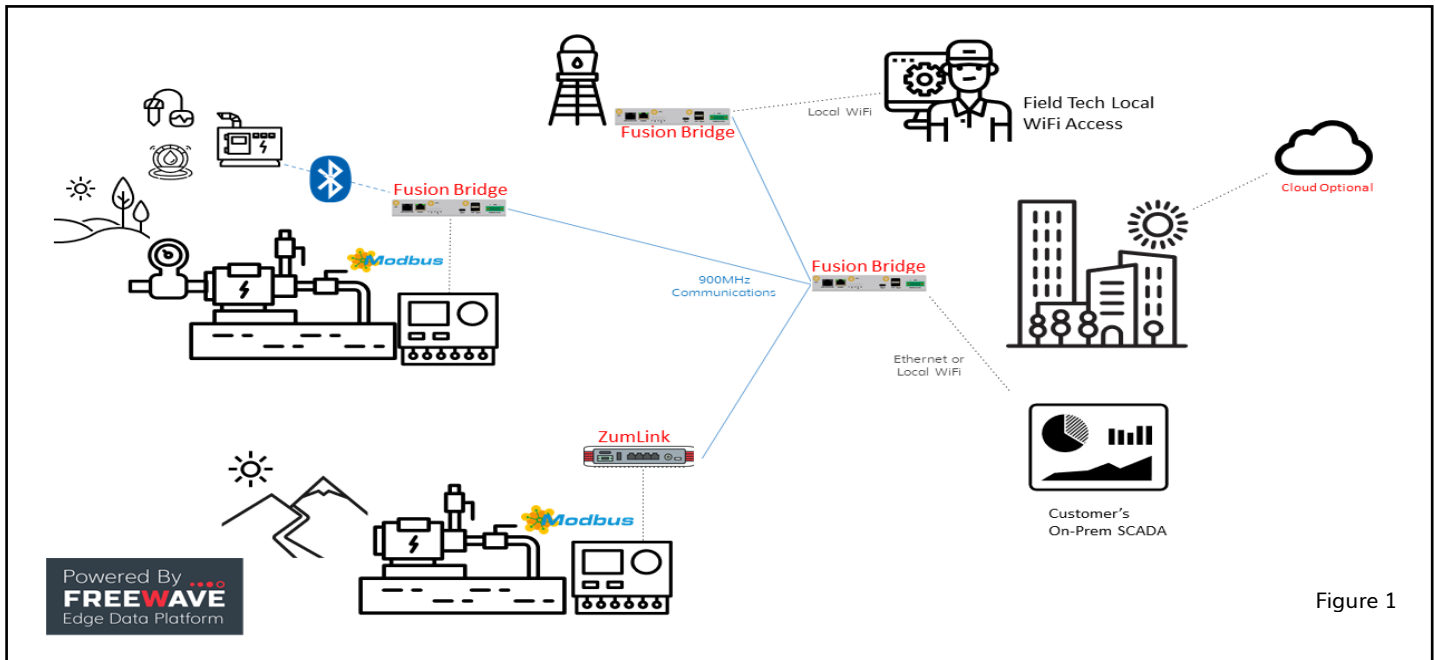 Fusion Bridge
Local WiFi
Field Tech Local
WiFi Access
Cloud Optional
Fusion Bridge
Modbus
900MHz
Communications
Fusion Bridge
Ethernet or
Local WiFi
ZumLink
Modbus
Customer's
On-Prem SCADA
Powered By
FREEWAVE
Edge Data Platform
Figure 1